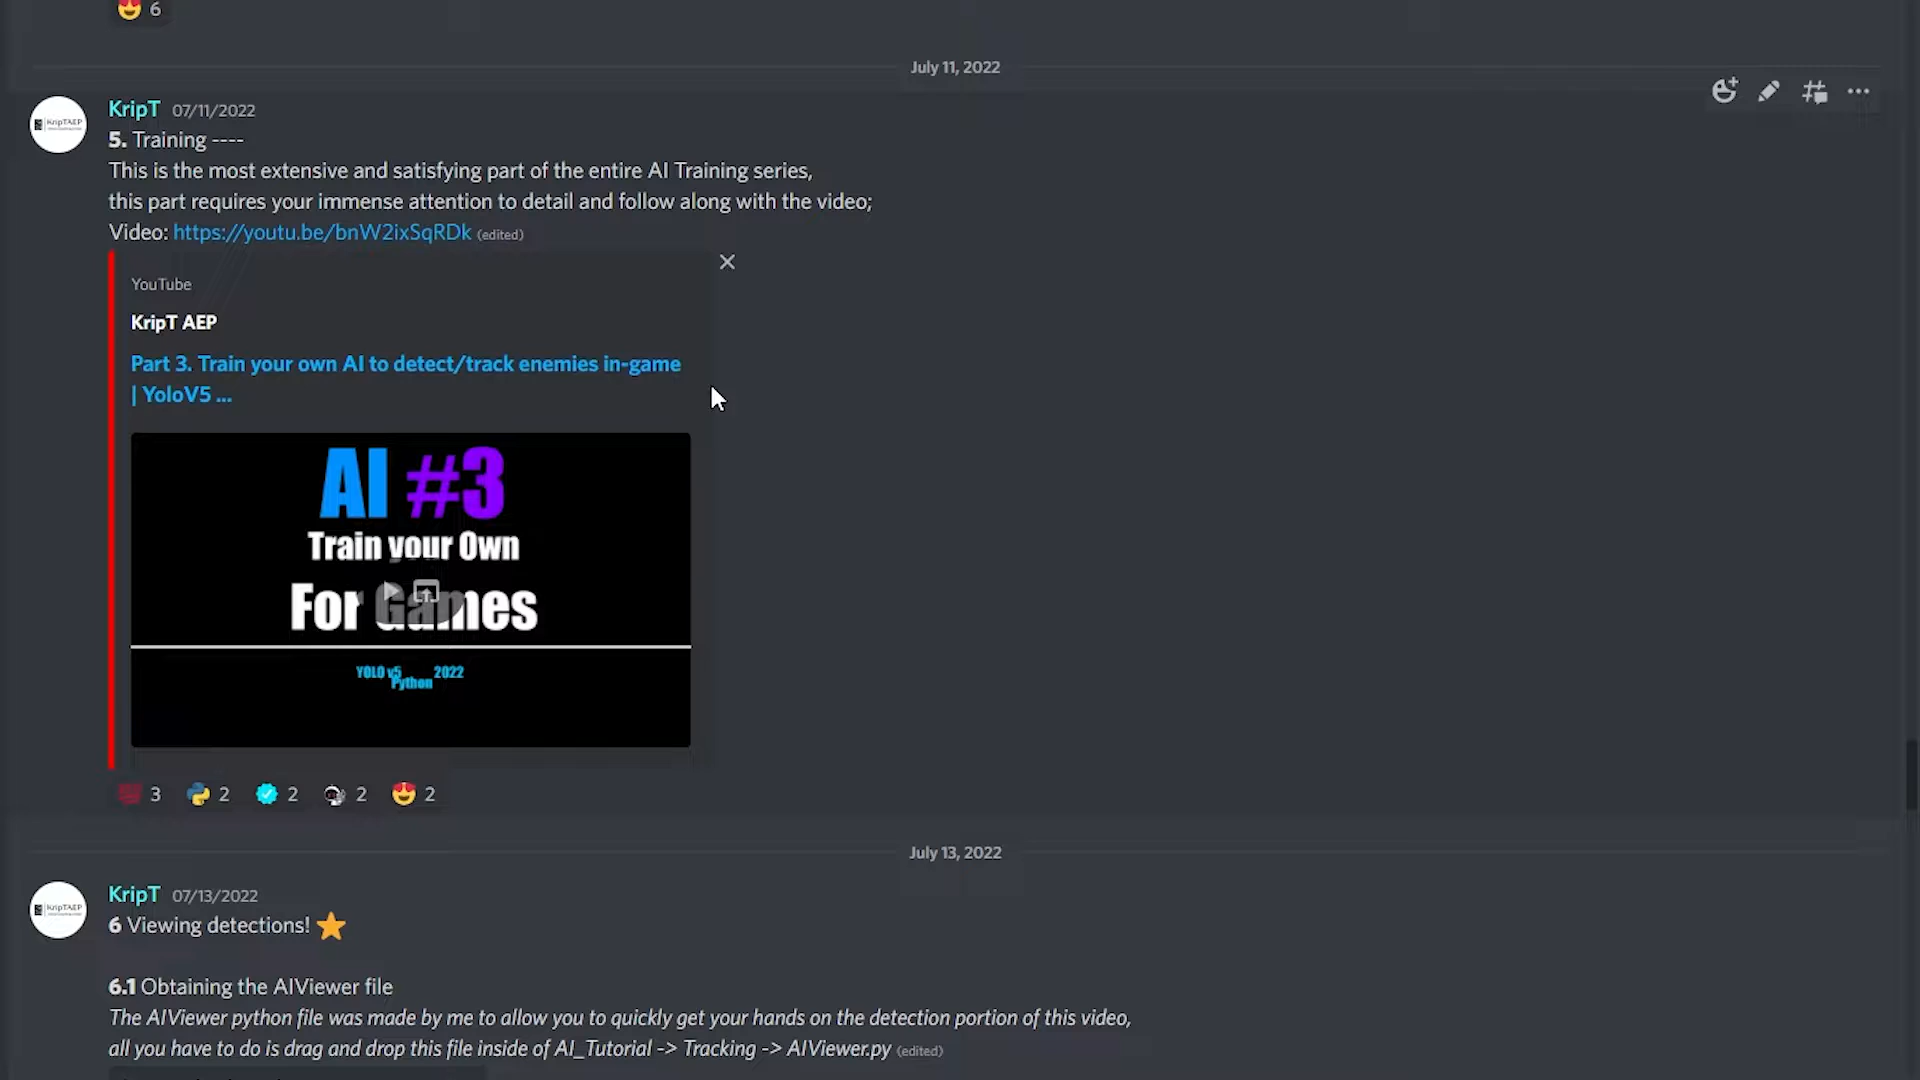 6
July 11, 2022
KripT 07/11/2022
5. Training ----
This is the most extensive and satisfying part of the entire AI Training series,
this part requires your immense attention to detail and follow along with the video;
Video: https://youtu.be/bnW2ixSqRDk (edited)
YouTube
KripT AEP
Part 3. Train your own AI to detect/track enemies in-game
| YoloV5 ...
AI #3
Train your Own
For Games
YOLO v5 2022
Python
3 2 2 2 2
July 13, 2022
KripT 07/13/2022
6 Viewing detections!
6.1 Obtaining the AIViewer file
The AIViewer python file was made by me to allow you to quickly get your hands on the detection portion of this video,
all you have to do is drag and drop this file inside of AI_Tutorial -> Tracking -> AIViewer.py (edited)